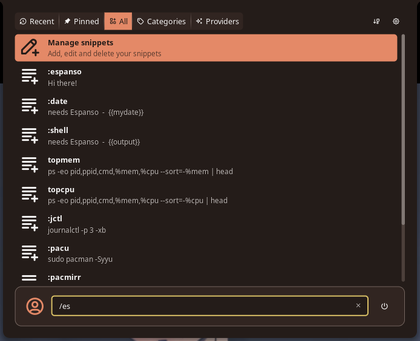 Recent Pinned All Categories Providers
Manage snippets
Add, edit and delete your snippets
:espanso
Hi there!
:date
needs Espanso - {{mydate}}
:shell
needs Espanso - {{output}}
topmem
ps -eo pid,ppid,cmd,%mem,%cpu --sort=-%mem | head
topcpu
ps -eo pid,ppid,cmd,%mem,%cpu --sort=-%cpu | head
:jctl
journalctl -p 3 -xb
:pacu
sudo pacman -Syyu
:pacmirr
/es